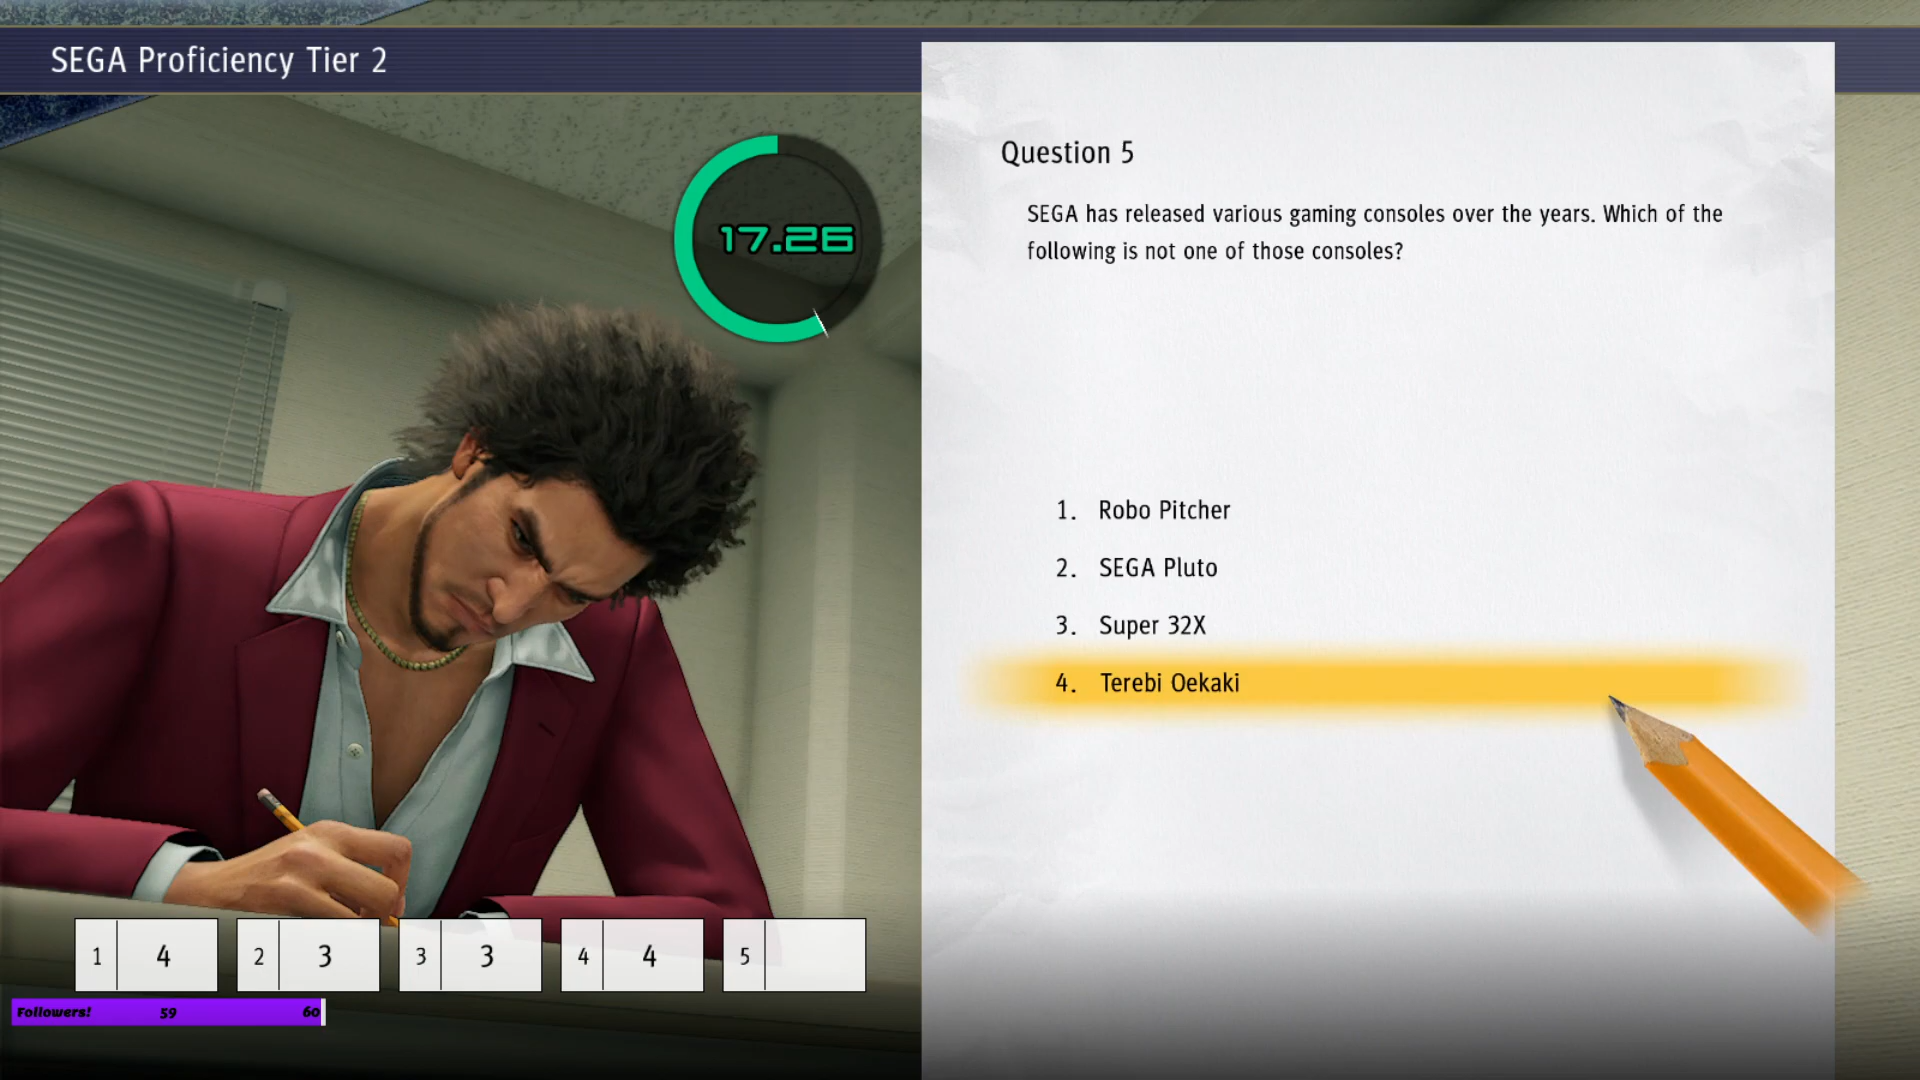 SEGA Proficiency Tier 2
17.26
Question 5
SEGA has released various gaming consoles over the years. Which of the
following is not one of those consoles?
1. Robo Pitcher
2. SEGA Pluto
3. Super 32X
4. Terebi Oekaki
1 4 2 3 3 3 4 4 5
Followers! 59 60